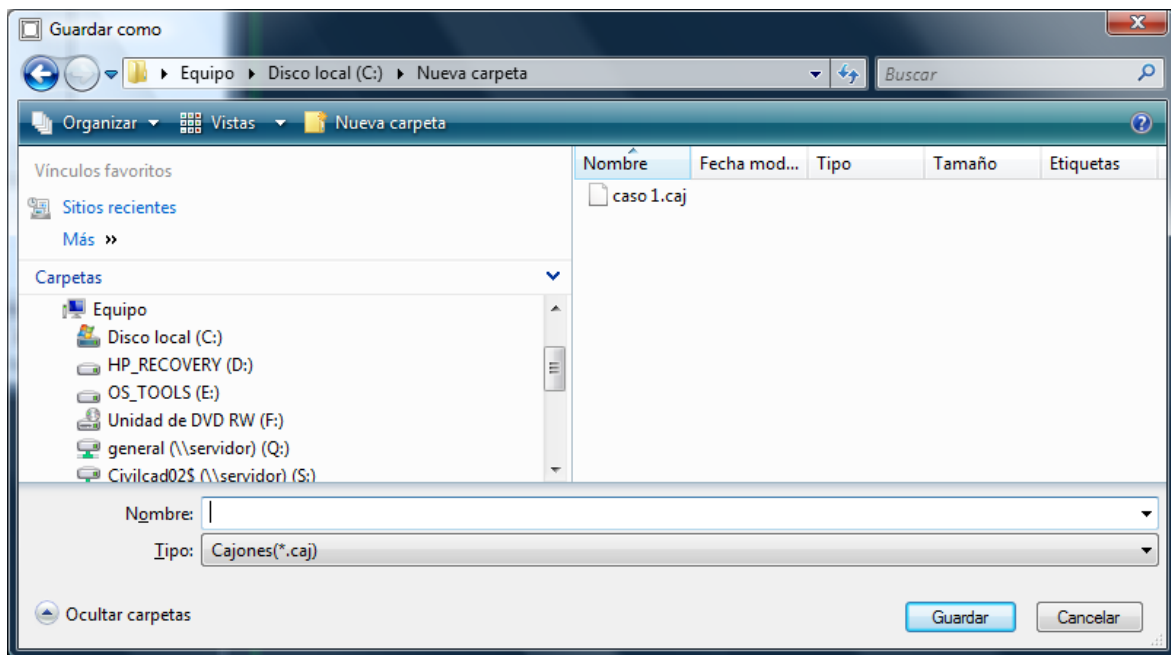 Guardar como
Equipo Disco local (C:) Nueva carpeta
Buscar
Organizar Vistas Nueva carpeta
Vínculos favoritos
Sitios recientes
Más »
Carpetas
Equipo
Disco local (C:)
HP_RECOVERY (D:)
OS_TOOLS (E:)
Unidad de DVD RW (F:)
general (\\servidor) (Q:)
Civilcad02$ (\\servidor) (S:)
Nombre Fecha mod... Tipo Tamaño Etiquetas
caso 1.caj
Nombre:
Tipo: Cajones(*.caj)
Ocultar carpetas
Guardar Cancelar